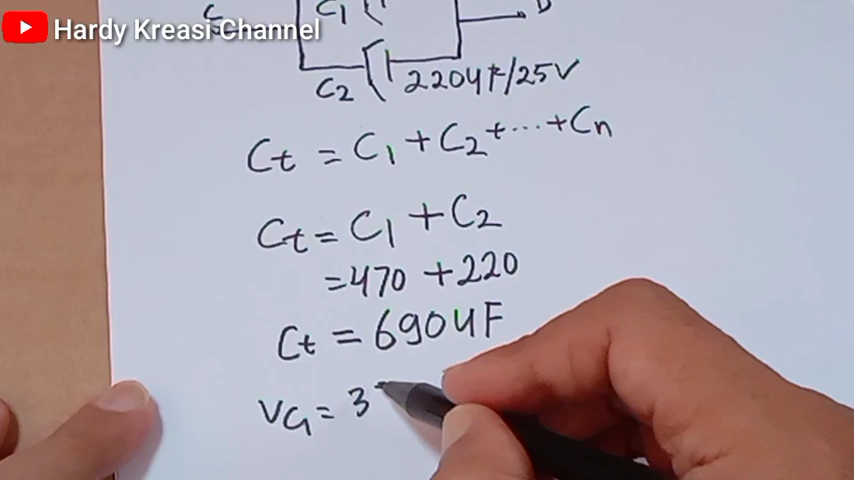 Hardy Kreasi Channel
C1
C2 220uF/25V
Ct = C1 + C2 + ... + Cn
Ct = C1 + C2
= 470 + 220
Ct = 690uF
VG = 3